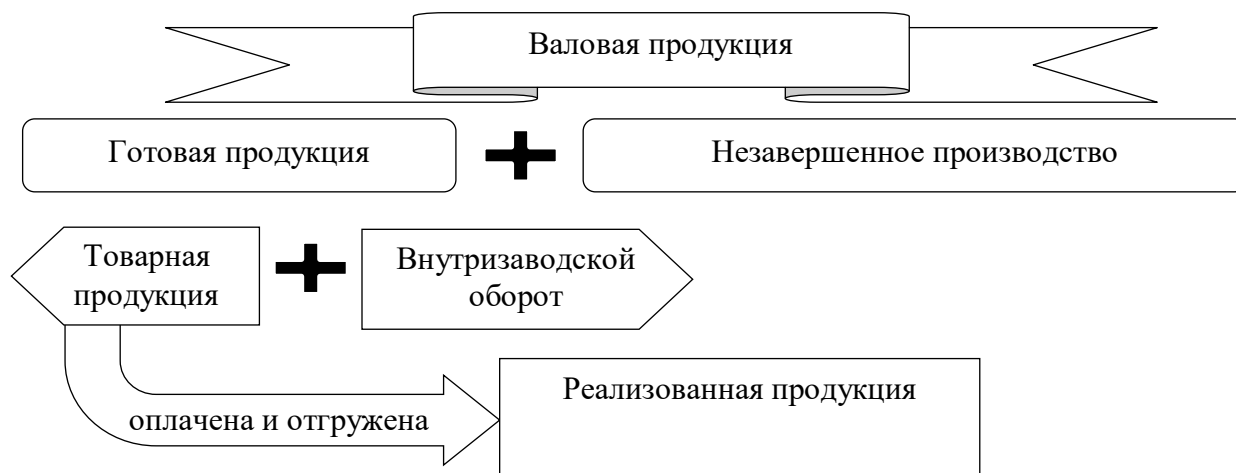 Валовая продукция
Готовая продукция
Незавершенное производство
Товарная
продукция
Внутризаводской
оборот
оплачена и отгружена
Реализованная продукция